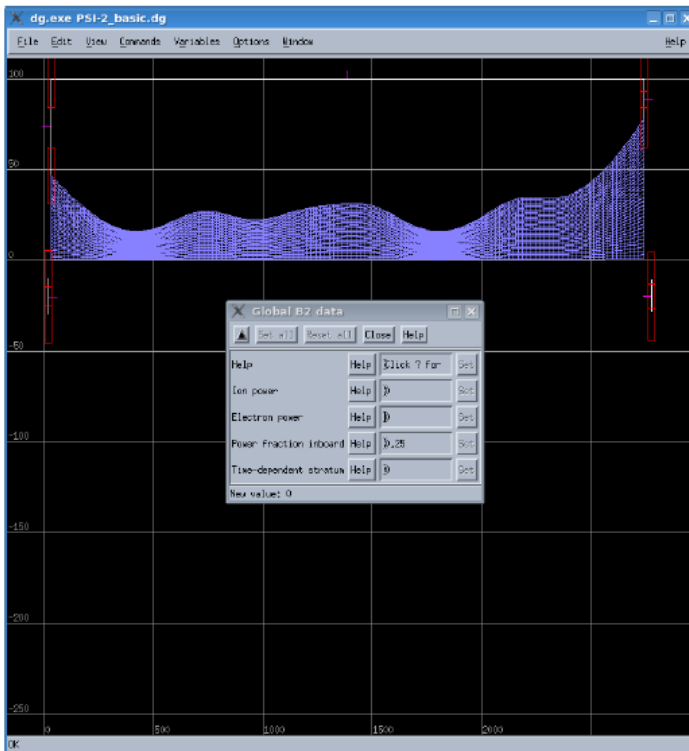 dg.exe PSI-2_basic.dg
File Edit View Commands Variables Options Window Help
100
50
0
Global B2 data
Set all Reset all Close Help
Help Help Click ? for Set
Ion power Help 0 Set
Electron power Help 0 Set
Power fraction inboard Help 0.25 Set
Time-dependent stratum Help 0 Set
New value: 0
-50
-100
-150
-200
-250
0 500 1000 1500 2000
OK